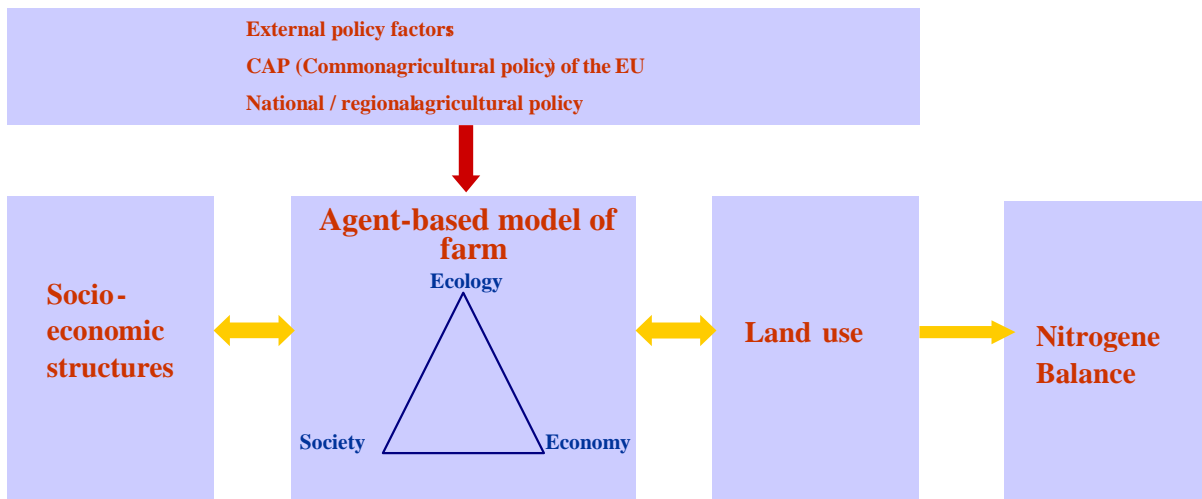 External policy factors
CAP (Commonagricultural policy) of the EU
National / regionalagricultural policy
Agent-based model of
farm
Ecology
Society
Economy
Socio-
economic
structures
Land use
Nitrogene
Balance